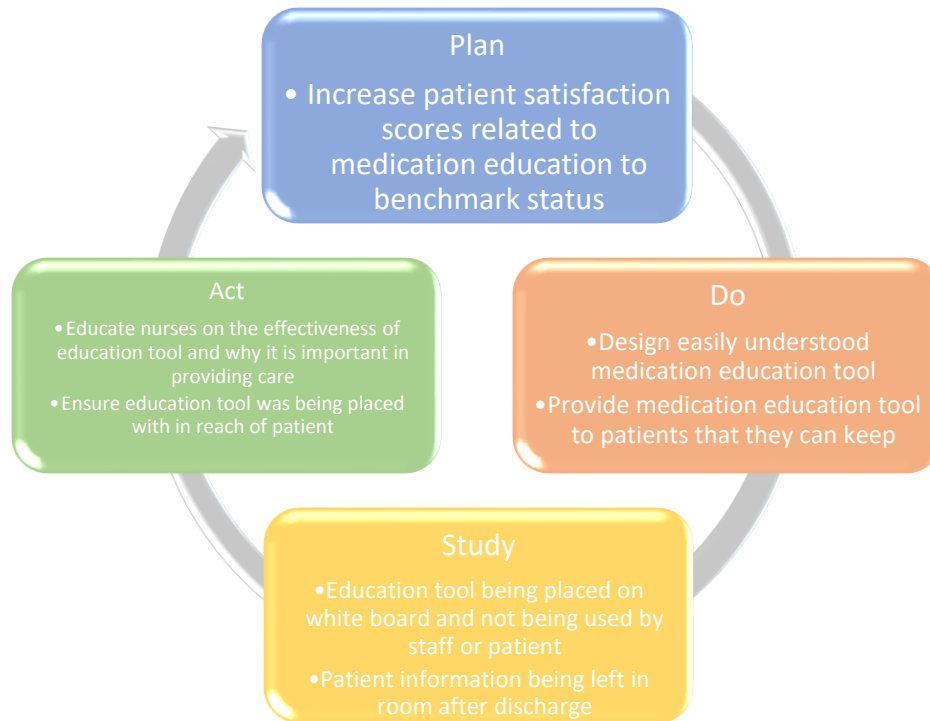 Plan
• Increase patient satisfaction
scores related to
medication education to
benchmark status
Do
•Design easily understood
medication education tool
•Provide medication education tool
to patients that they can keep
Study
•Education tool being placed on
white board and not being used by
staff or patient
•Patient information being left in
room after discharge
Act
•Educate nurses on the effectiveness of
education tool and why it is important in
providing care
•Ensure education tool was being placed
with in reach of patient